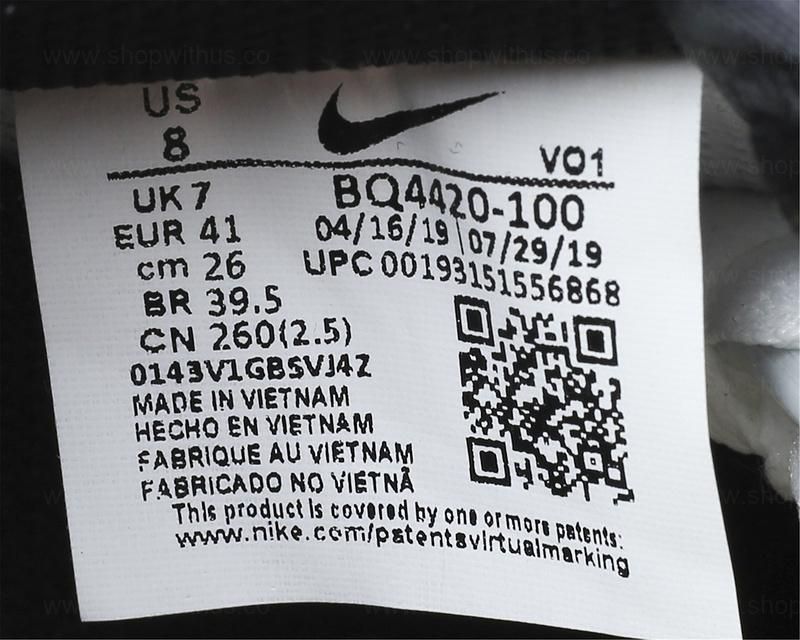 US
8
VO1
UK 7
BQ4420-100
EUR 41
04/16/19 07/29/19
cm 26
UPC 00193151556868
BR 39.5
CN 260(2.5)
0143V1GBSVJ4Z
MADE IN VIETNAM
HECHO EN VIETNAM
FABRIQUE AU VIETNAM
FABRICADO NO VIETNÃ
This product is covered by one or more patents:
www.nike.com/patentsvirtualmarking
www.shopwithus.co